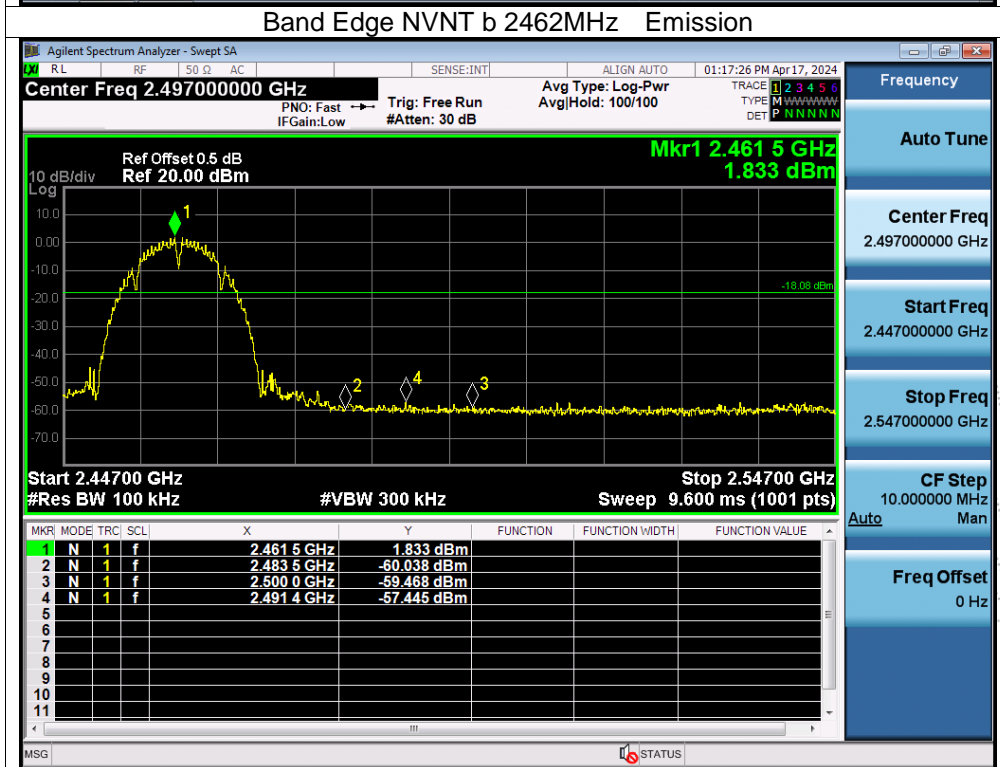 Band Edge NVNT b 2462MHz Emission
Agilent Spectrum Analyzer - Swept SA
LXI RL RF 50 Ω AC SENSE:INT ALIGN AUTO 01:17:26 PM Apr 17, 2024
Center Freq 2.497000000 GHz
PNO: Fast Trig: Free Run
IFGain:Low #Atten: 30 dB
Avg Type: Log-Pwr
Avg|Hold: 100/100
TRACE 1 2 3 4 5 6
TYPE M WWWWW
DET P N N N N N
Frequency
Auto Tune
Center Freq
2.497000000 GHz
Start Freq
2.447000000 GHz
Stop Freq
2.547000000 GHz
CF Step
10.000000 MHz
Auto Man
Freq Offset
0 Hz
Mkr1 2.461 5 GHz
1.833 dBm
Ref Offset 0.5 dB
10 dB/div Ref 20.00 dBm
Log
10.0
0.00
-10.0
-20.0
-30.0
-40.0
-50.0
-60.0
-70.0
1
-18.08 dBm
2
4
3
Start 2.44700 GHz Stop 2.54700 GHz
#Res BW 100 kHz #VBW 300 kHz Sweep 9.600 ms (1001 pts)
MKR MODE TRC SCL X Y FUNCTION FUNCTION WIDTH FUNCTION VALUE
1 N 1 f 2.461 5 GHz 1.833 dBm
2 N 1 f 2.483 5 GHz -60.038 dBm
3 N 1 f 2.500 0 GHz -59.468 dBm
4 N 1 f 2.491 4 GHz -57.445 dBm
5
6
7
8
9
10
11
MSG STATUS